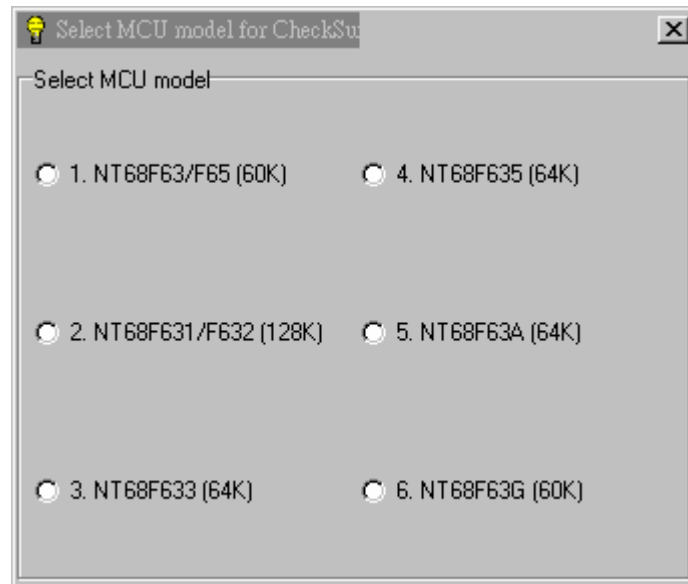 Select MCU model for CheckSu
Select MCU model
1. NT68F63/F65 (60K)
4. NT68F635 (64K)
2. NT68F631/F632 (128K)
5. NT68F63A (64K)
3. NT68F633 (64K)
6. NT68F63G (60K)